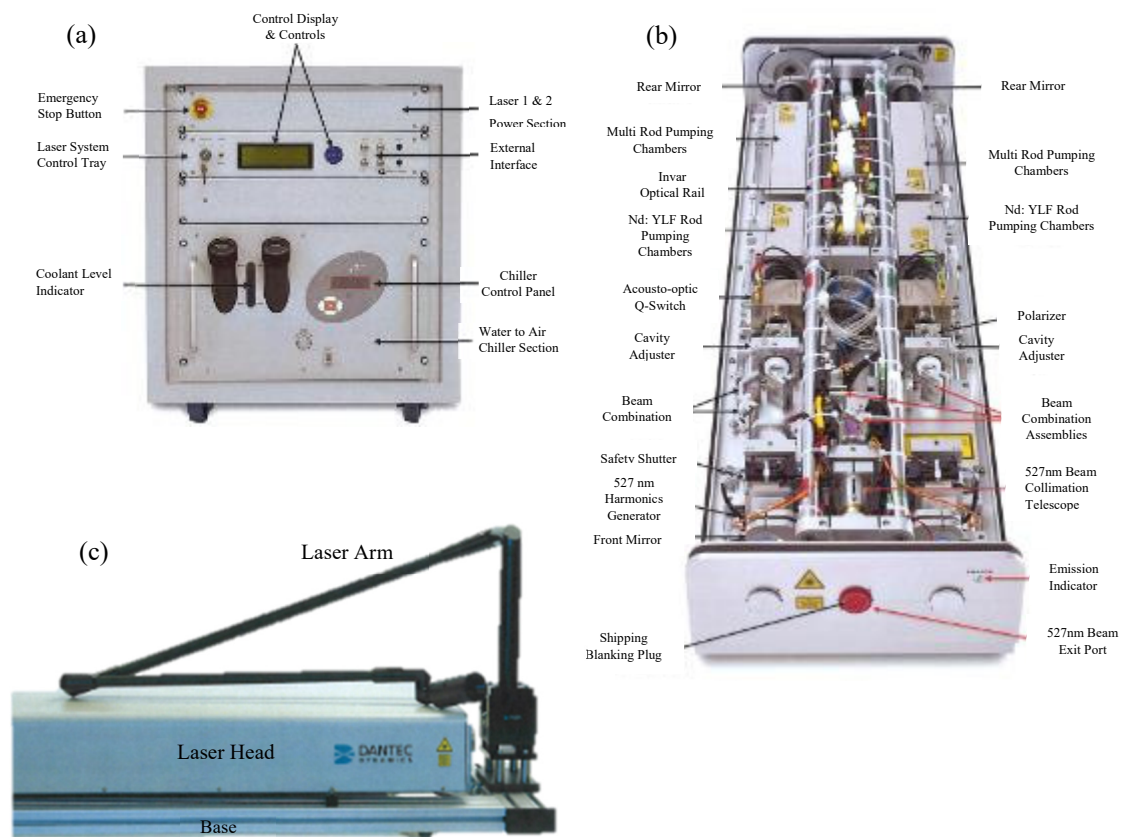 (a)
Control Display
& Controls
Emergency
Stop Button
Laser System
Control Tray
Coolant Level
Indicator
Laser 1 & 2
Power Section
External
Interface
Chiller
Control Panel
Water to Air
Chiller Section
(b)
Rear Mirror
Multi Rod Pumping
Chambers
Invar
Optical Rail
Nd: YLF Rod
Pumping
Chambers
Acousto-optic
Q-Switch
Cavity
Adjuster
Beam
Combination
Safety Shutter
527 nm
Harmonics
Generator
Front Mirror
Shipping
Blanking Plug
Rear Mirror
Multi Rod Pumping
Chambers
Nd: YLF Rod
Pumping Chambers
Polarizer
Cavity
Adjuster
Beam
Combination
Assemblies
527nm Beam
Collimation
Telescope
Emission
Indicator
527nm Beam
Exit Port
(c)
Laser Arm
Laser Head
DANTEC
DYNAMICS
Base